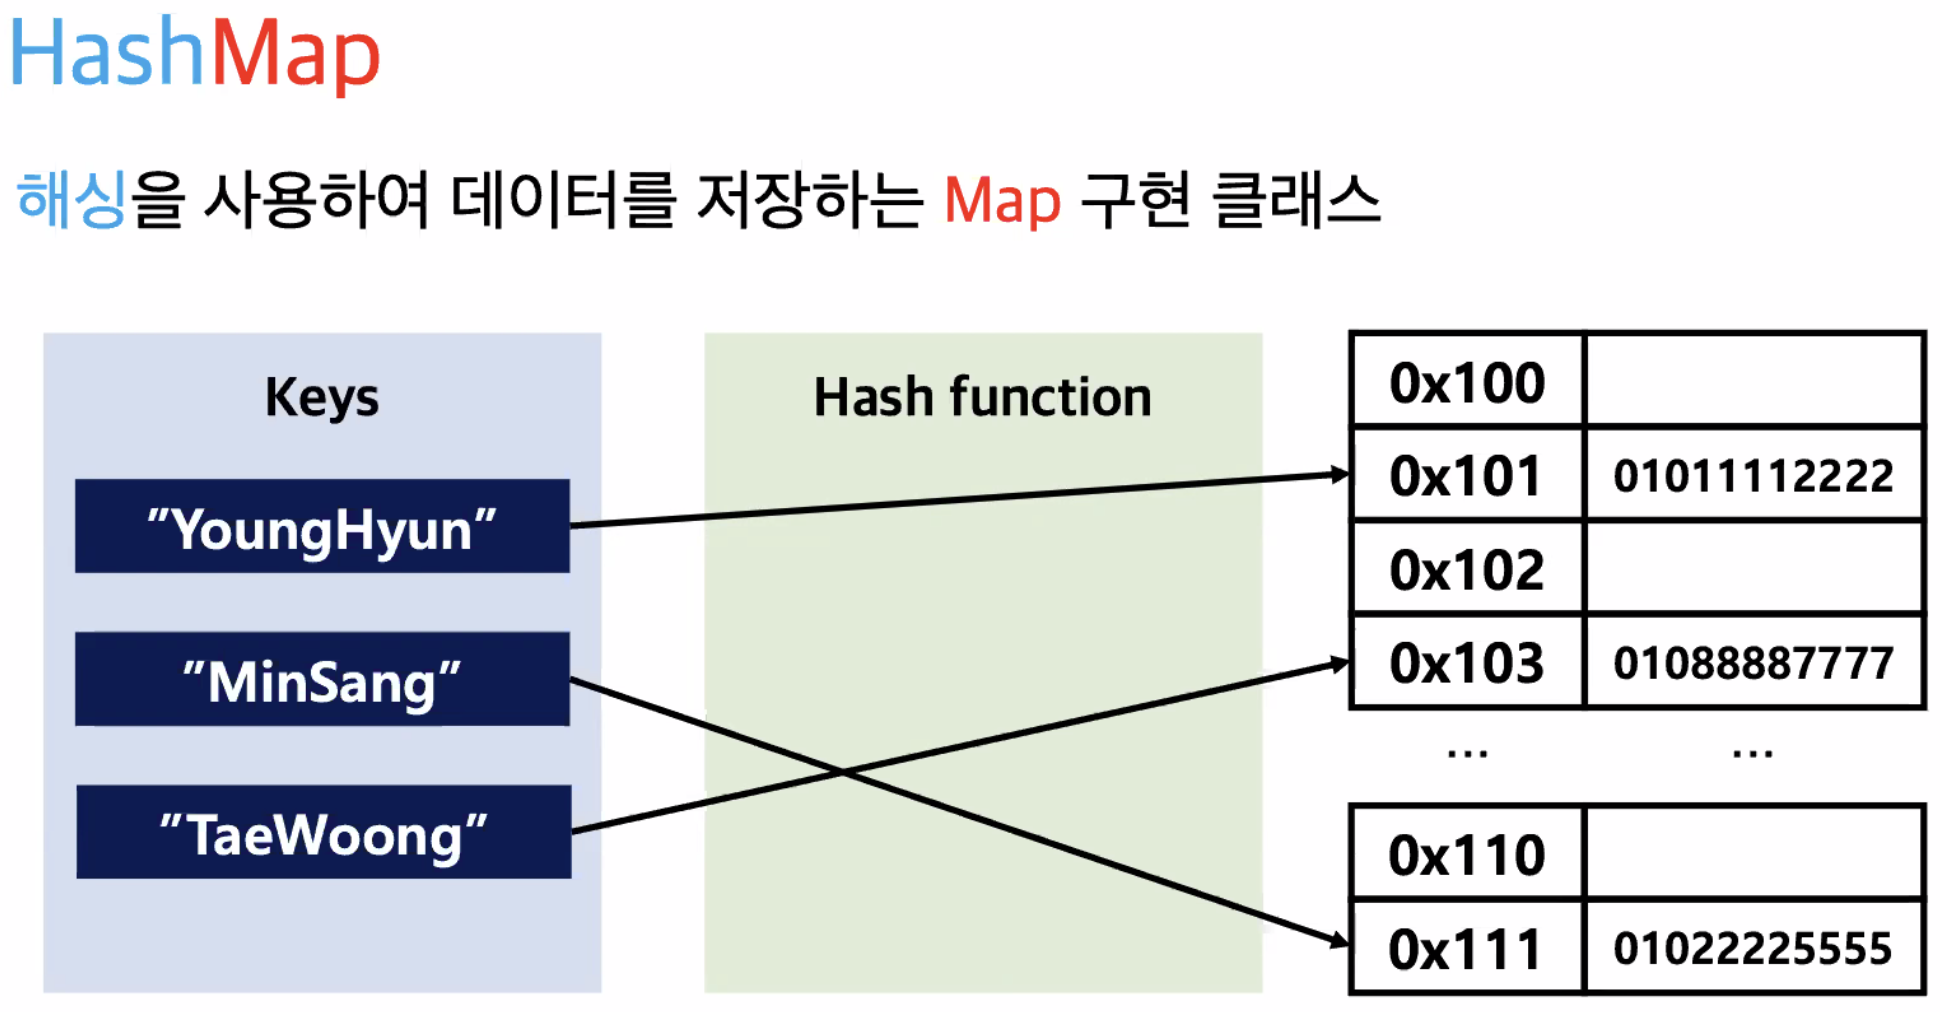 HashMap
해싱을 사용하여 데이터를 저장하는 Map 구현 클래스
Keys
"YoungHyun"
"MinSang"
"TaeWoong"
Hash function
0x100
0x101 01011112222
0x102
0x103 01088887777
... ...
0x110
0x111 01022225555